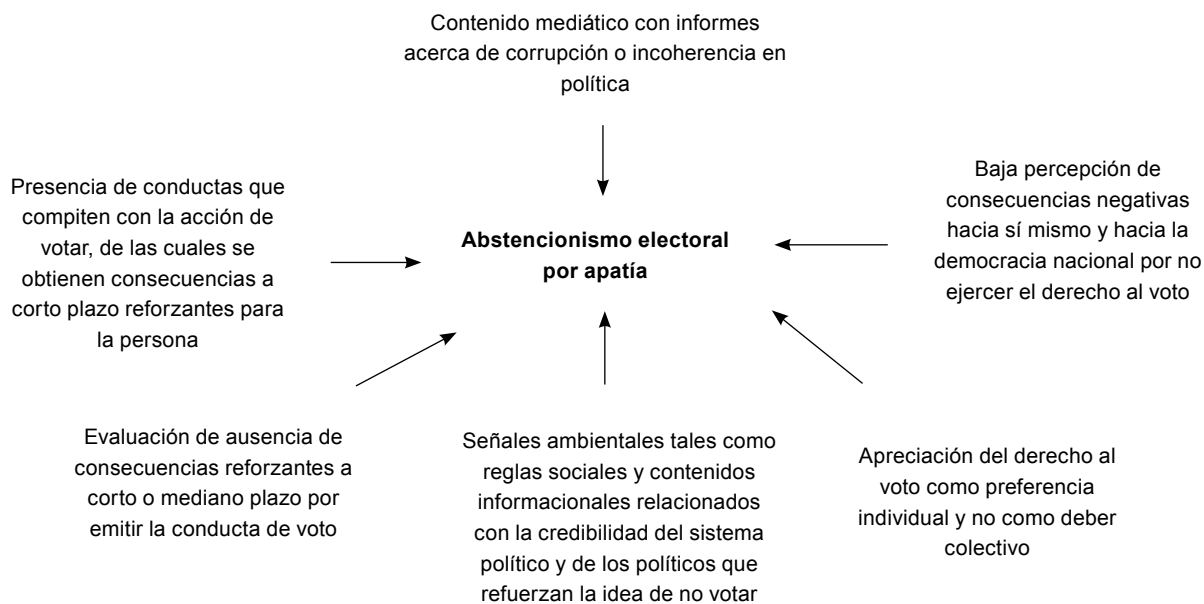 Contenido mediático con informes
acerca de corrupción o incoherencia en
política
Presencia de conductas que
compiten con la acción de
votar, de las cuales se
obtienen consecuencias a
corto plazo reforzantes para
la persona
Abstencionismo electoral
por apatía
Baja percepción de
consecuencias negativas
hacia sí mismo y hacia la
democracia nacional por no
ejercer el derecho al voto
Evaluación de ausencia de
consecuencias reforzantes a
corto o mediano plazo por
emitir la conducta de voto
Señales ambientales tales como
reglas sociales y contenidos
informacionales relacionados
con la credibilidad del sistema
político y de los políticos que
refuerzan la idea de no votar
Apreciación del derecho al
voto como preferencia
individual y no como deber
colectivo